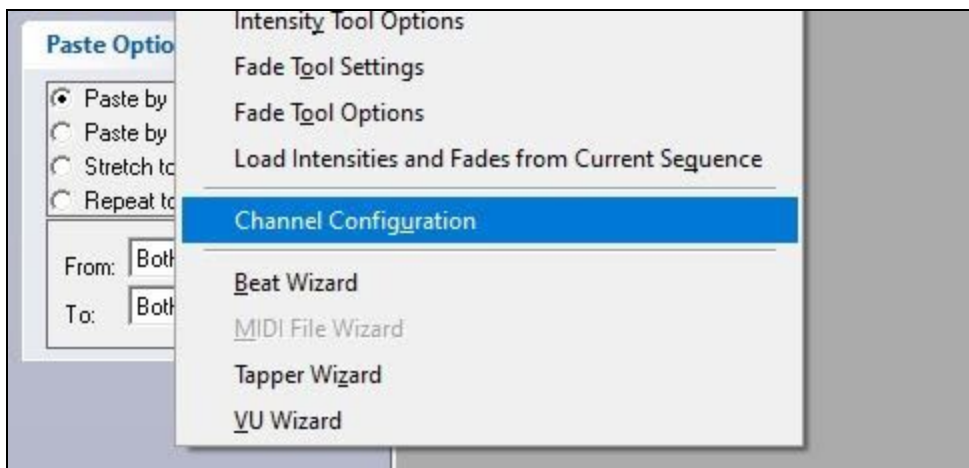 Intensity Tool Options
Paste Optio
Fade Tool Settings
Paste by
Fade Tool Options
Paste by
Stretch to
Load Intensities and Fades from Current Sequence
Repeat to
Channel Configuration
From: Both
Beat Wizard
To: Both
MIDI File Wizard
Tapper Wizard
VU Wizard